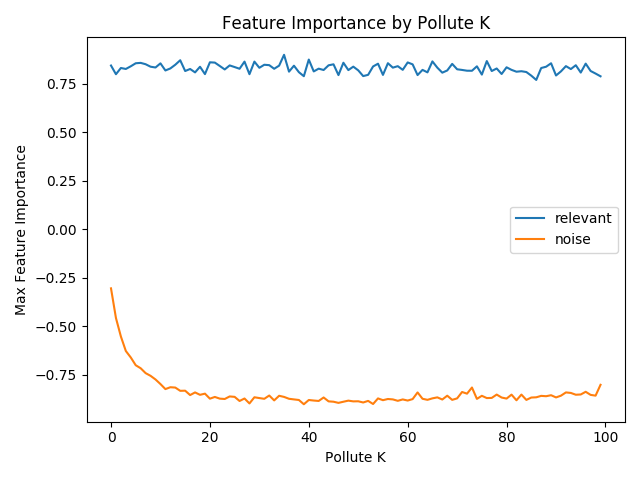 Feature Importance by Pollute K
Max Feature Importance
0.75
0.50
0.25
0.00
−0.25
−0.50
−0.75
relevant
noise
0 20 40 60 80 100
Pollute K